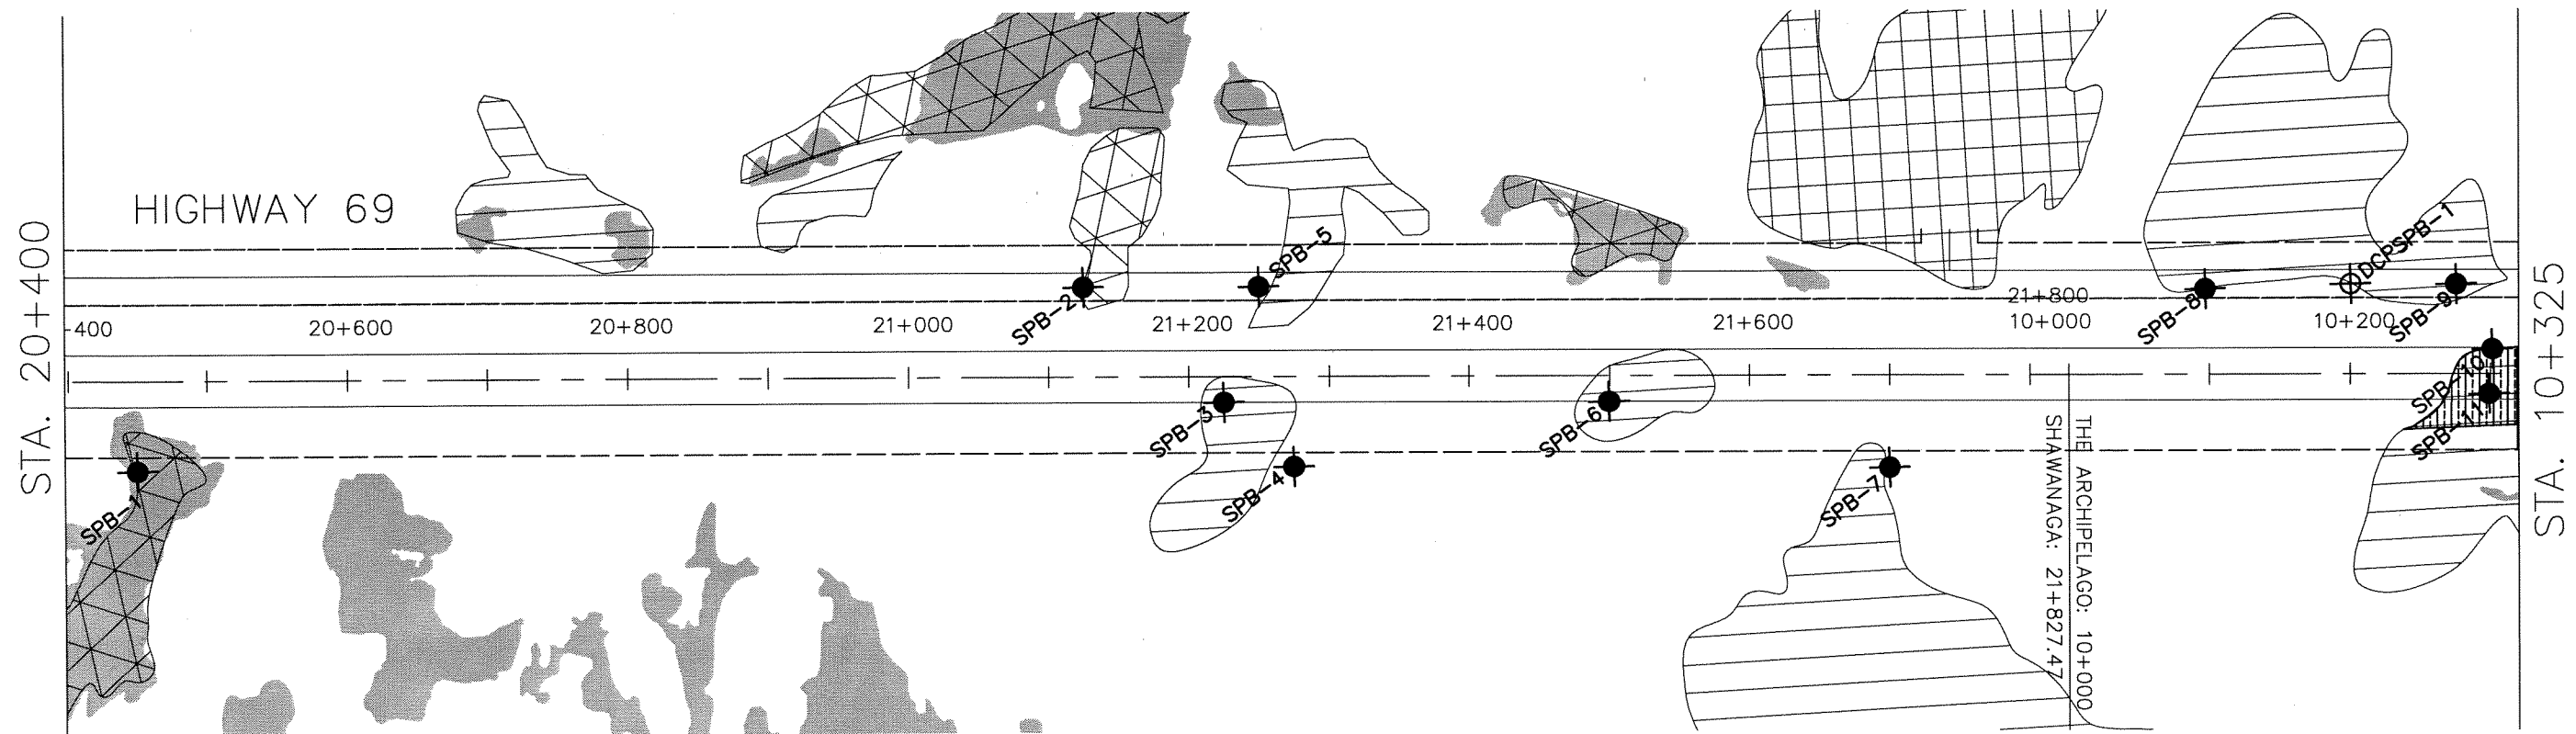 HIGHWAY 69
STA. 20+400
-400
20+600
20+800
21+000
21+200
21+400
21+600
21+800
10+000
10+200
STA. 10+325
SPB-1
SPB-2
SPB-3
SPB-4
SPB-5
SPB-6
SPB-7
SPB-8
DCPSPB-1
SPB-9
SPB-10
SPB-11
THE ARCHIPELAGO: 10+000
SHAWANAGA: 21+827.47